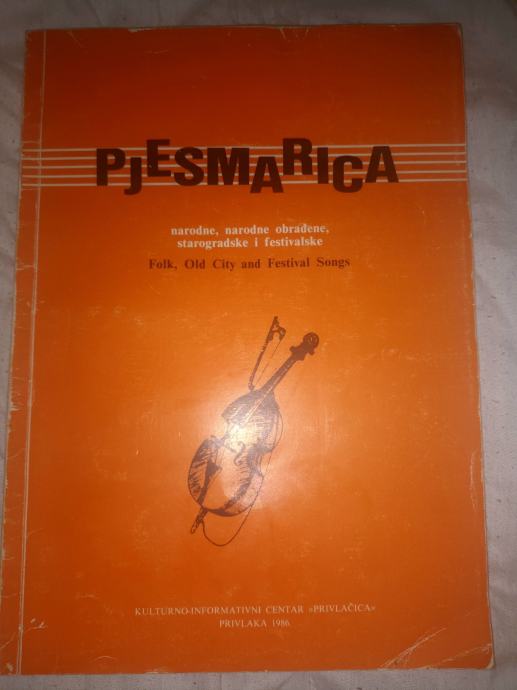 PJESMARICA
narodne, narodne obrađene,
starogradske i festivalske
Folk, Old City and Festival Songs
KULTURNO-INFORMATIVNI CENTAR »PRIVLAČICA«
PRIVLAKA 1986.